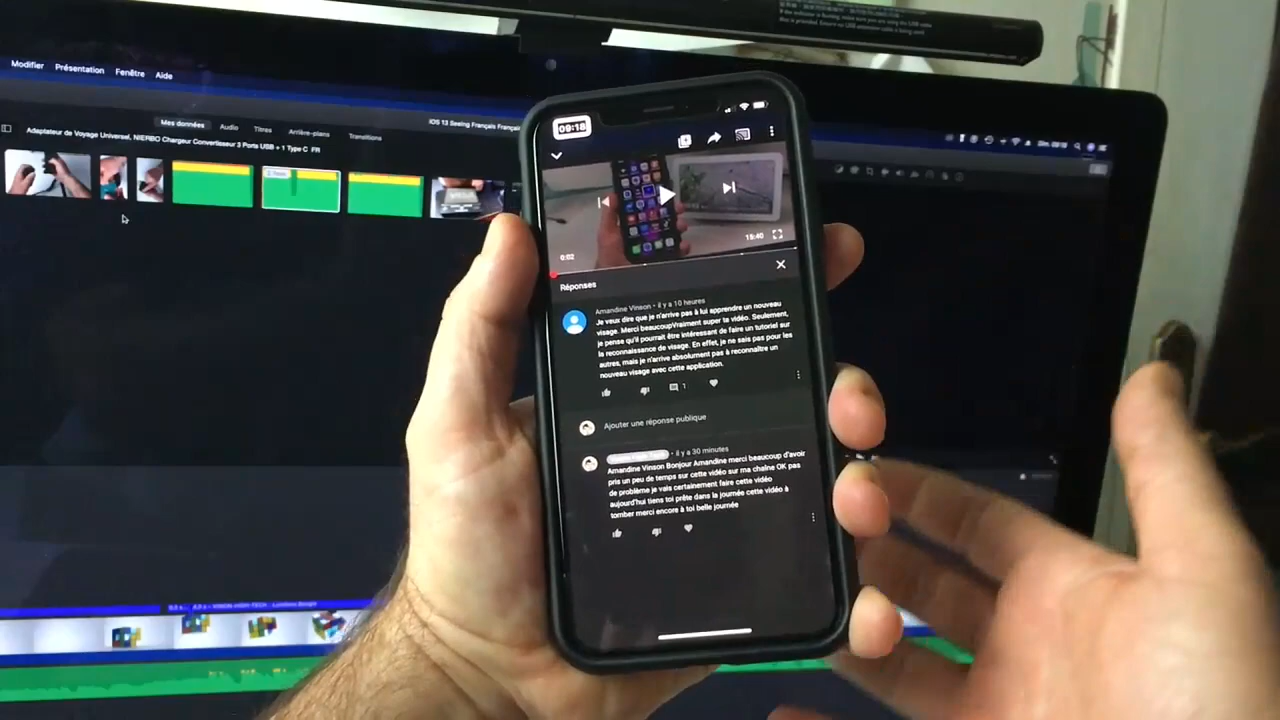 Modifier Présentation Fenêtre Aide
Mes données Audio Titres Arrière-plans Transitions
iOS 13 Seeing Français Françai
Adaptateur de Voyage Universel, NIERBO Chargeur Convertisseur 3 Ports USB + 1 Type C FR
09:18
0:02
15:40
Réponses
Amandine Vinson • il y a 10 heures
Je veux dire que je n'arrive pas à lui apprendre un nouveau
visage. Merci beaucoupVraiment super ta vidéo. Seulement,
je pense qu'il pourrait être intéressant de faire un tutoriel sur
la reconnaissance de visage. En effet, je ne sais pas pour les
autres, mais je n'arrive absolument pas à reconnaître un
nouveau visage avec cette application.
1
Ajouter une réponse publique
• il y a 30 minutes
Amandine Vinson Bonjour Amandine merci beaucoup d'avoir
pris un peu de temps sur cette vidéo sur ma chaîne OK pas
de problème je vais certainement faire cette vidéo
aujourd'hui tiens toi prête dans la journée cette vidéo à
tomber merci encore à toi belle journée